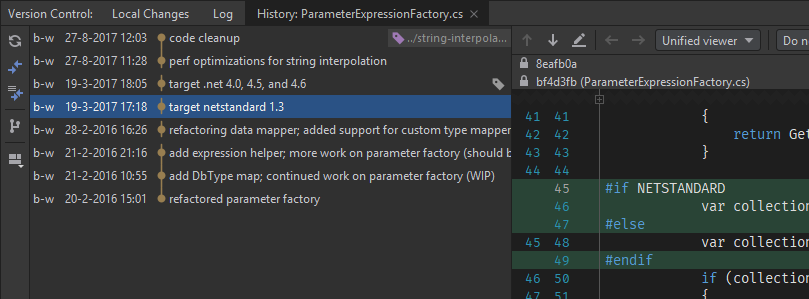 Version Control: Local Changes Log History: ParameterExpressionFactory.cs
b-w 27-8-2017 12:03 code cleanup ../string-interpola...
b-w 27-8-2017 11:28 perf optimizations for string interpolation
b-w 19-3-2017 18:05 target .net 4.0, 4.5, and 4.6
b-w 19-3-2017 17:18 target netstandard 1.3
b-w 28-2-2016 16:26 refactoring data mapper; added support for custom type mapper
b-w 21-2-2016 21:16 add expression helper; more work on parameter factory (should b
b-w 21-2-2016 10:55 add DbType map; continued work on parameter factory (WIP)
b-w 20-2-2016 15:01 refactored parameter factory
Unified viewer Do no
8eafb0a
bf4d3fb (ParameterExpressionFactory.cs)
41 41 {
42 42 return Get
43 43 }
44 44
45 #if NETSTANDARD
46 var collection
47 #else
45 48 var collection
49 #endif
46 50 if (collection
47 51 {